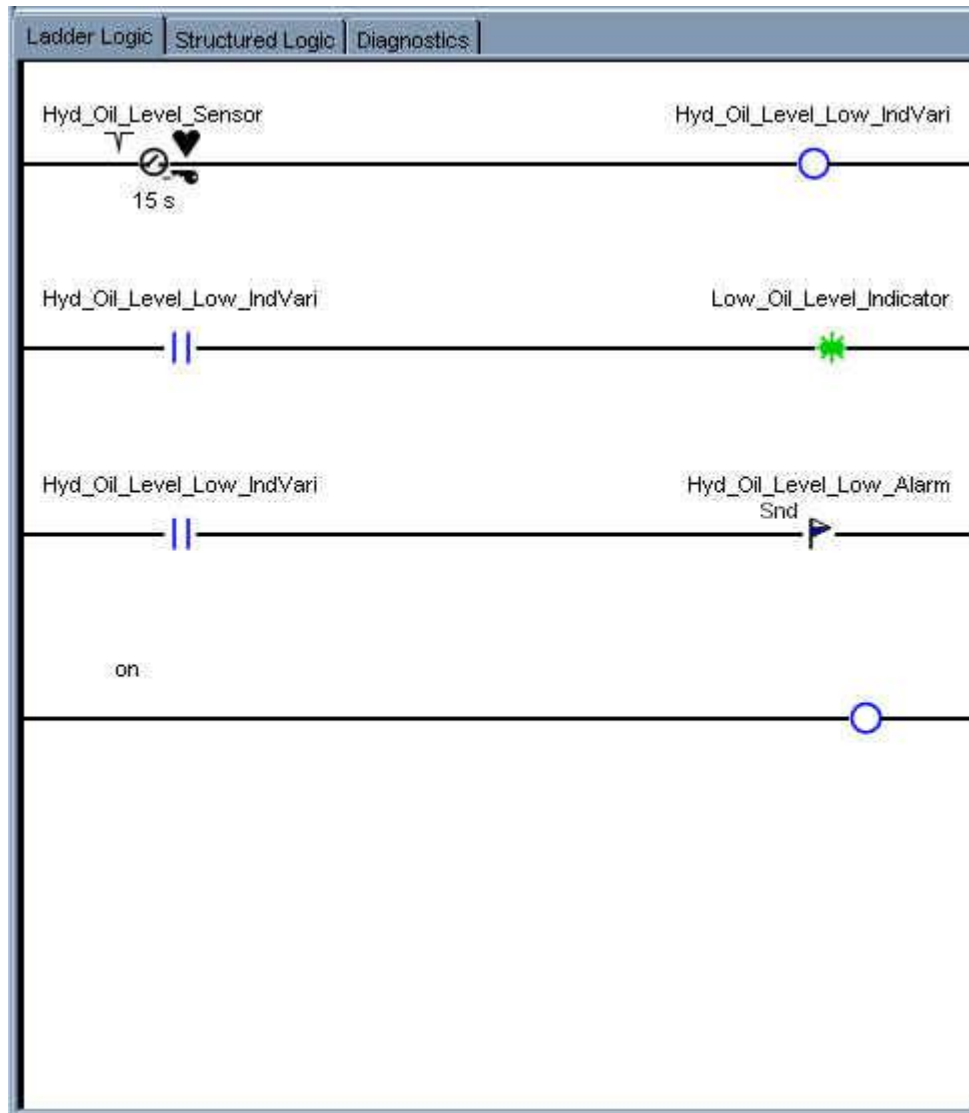 Ladder Logic Structured Logic Diagnostics
Hyd_Oil_Level_Sensor Hyd_Oil_Level_Low_IndVari
15 s
Hyd_Oil_Level_Low_IndVari Low_Oil_Level_Indicator
Hyd_Oil_Level_Low_IndVari Hyd_Oil_Level_Low_Alarm
Snd
on